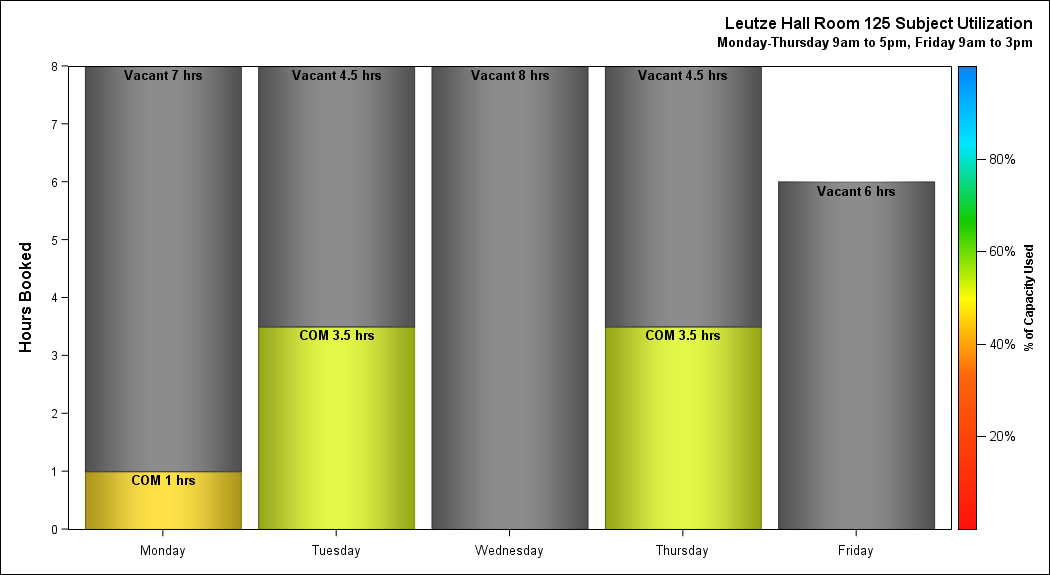 Leutze Hall Room 125 Subject Utilization
Monday-Thursday 9am to 5pm, Friday 9am to 3pm
Hours Booked
8
7
6
5
4
3
2
1
0
Vacant 7 hrs
COM 1 hrs
Vacant 4.5 hrs
COM 3.5 hrs
Vacant 8 hrs
Vacant 4.5 hrs
COM 3.5 hrs
Vacant 6 hrs
Monday
Tuesday
Wednesday
Thursday
Friday
80%
60%
40%
20%
% of Capacity Used